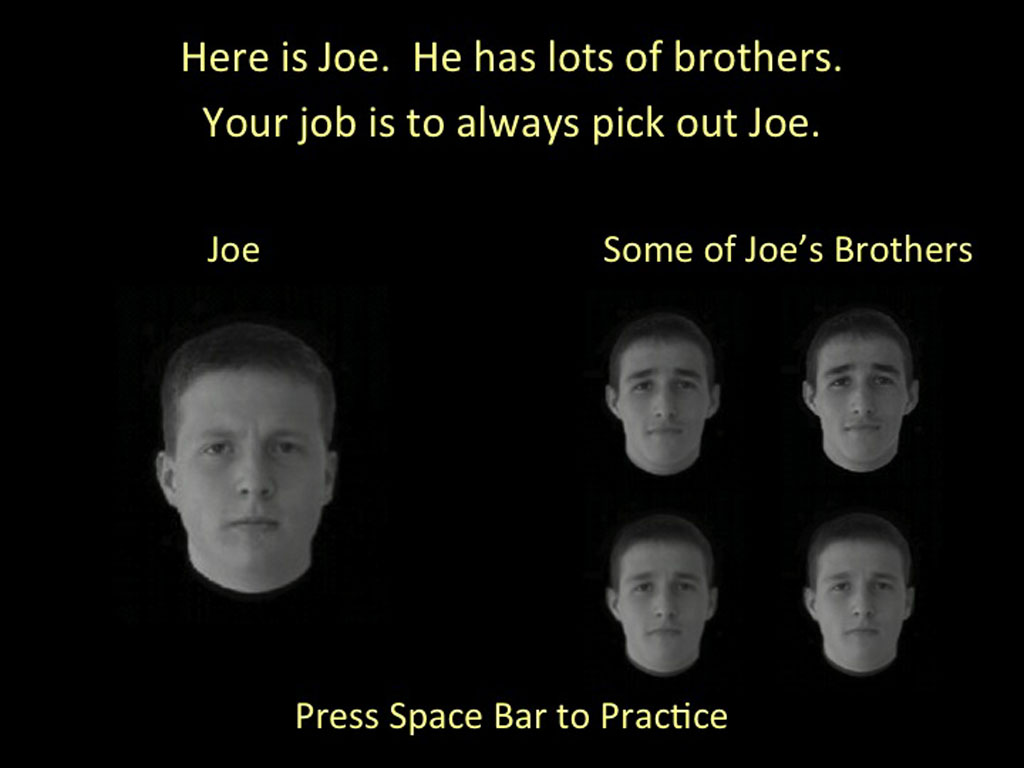 Here is Joe.  He has lots of brothers.
Your job is to always pick out Joe.
Joe
Some of Joe’s Brothers
Press Space Bar to Practice